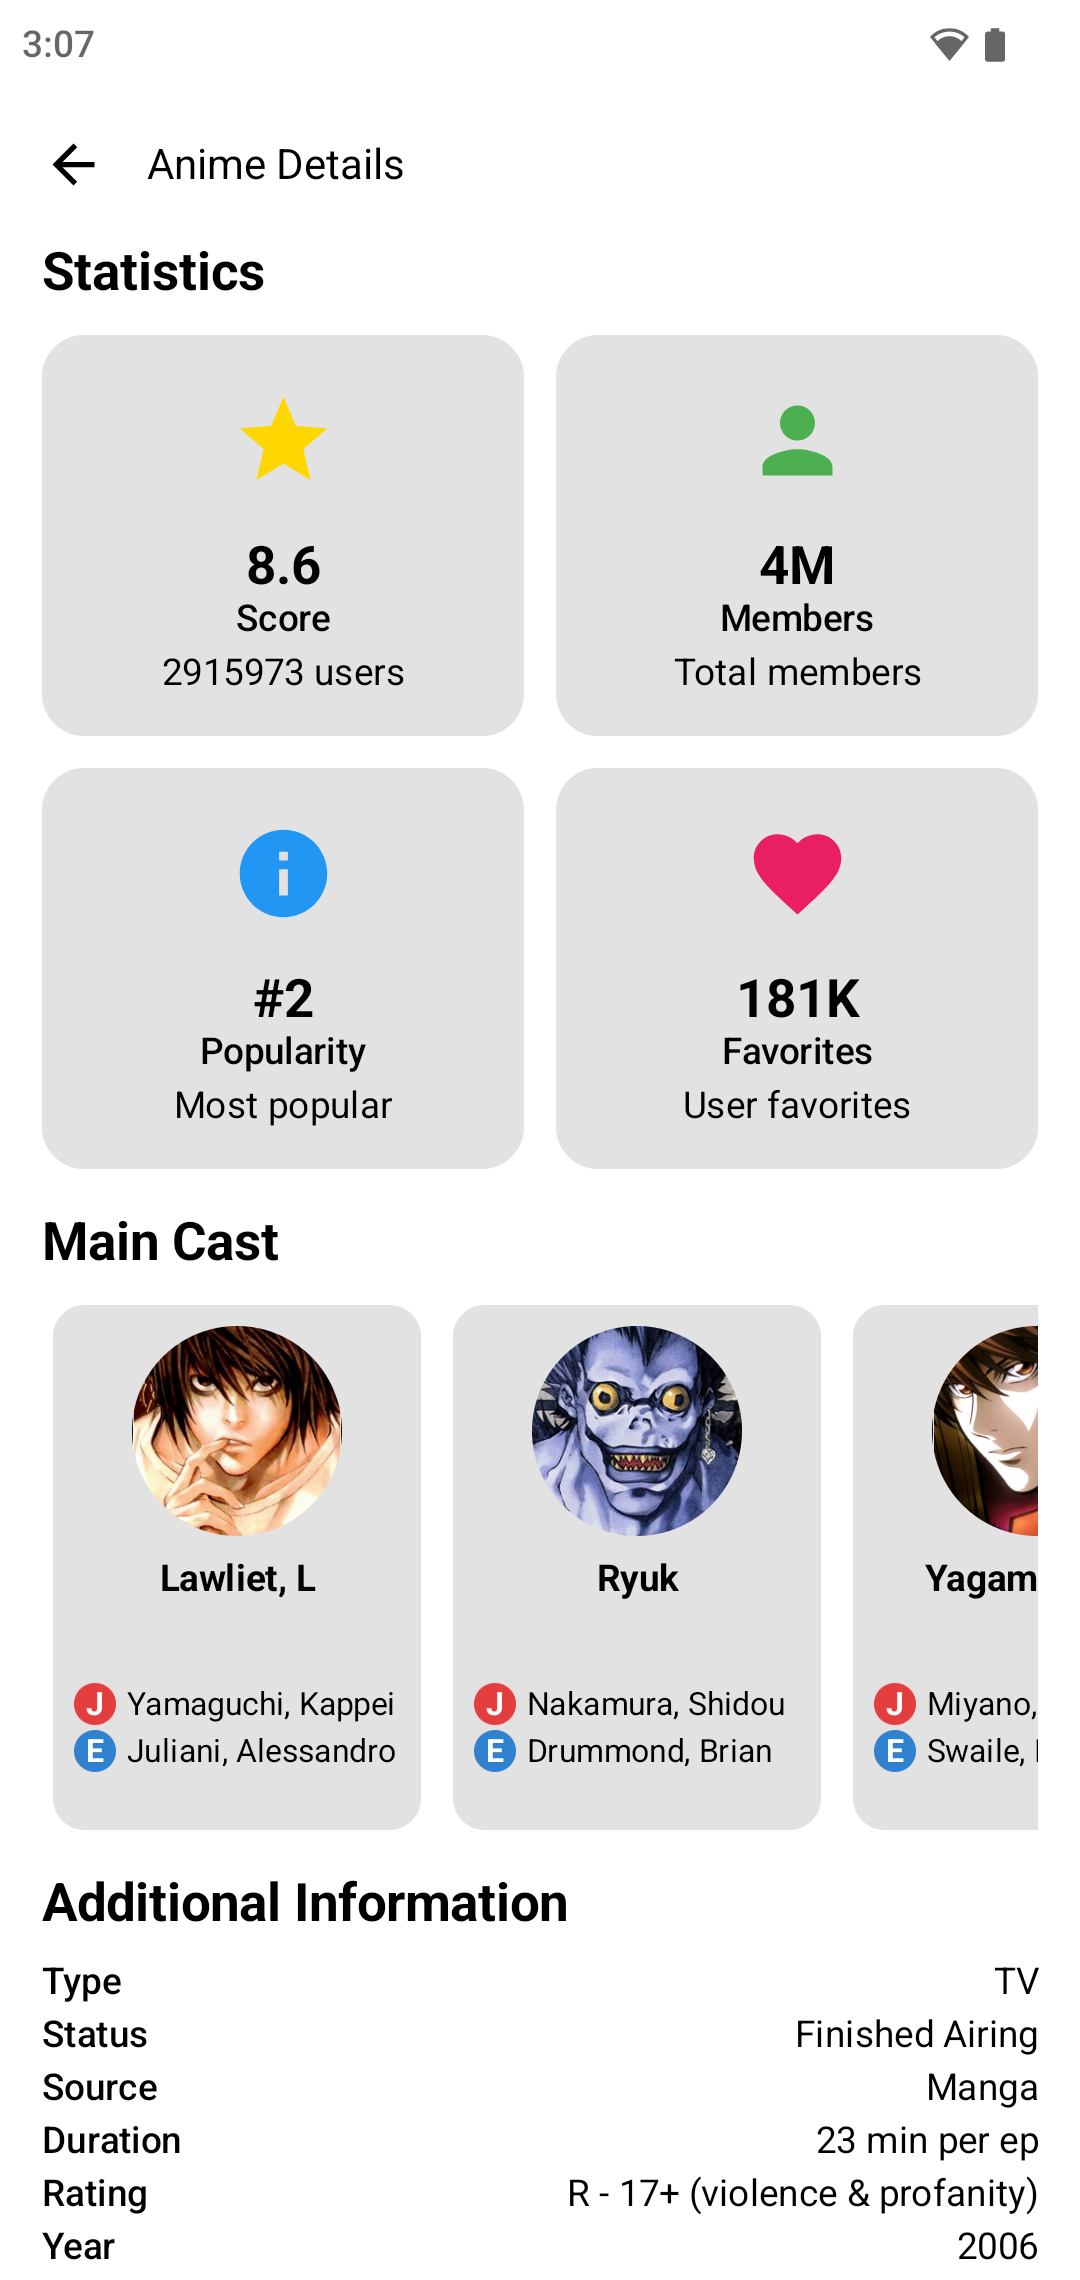 3:07
Anime Details
Statistics
8.6
Score
2915973 users
4M
Members
Total members
#2
Popularity
Most popular
181K
Favorites
User favorites
Main Cast
Lawliet, L
J Yamaguchi, Kappei
E Juliani, Alessandro
Ryuk
J Nakamura, Shidou
E Drummond, Brian
Yagam
J Miyano,
E Swaile,
Additional Information
Type TV
Status Finished Airing
Source Manga
Duration 23 min per ep
Rating R - 17+ (violence & profanity)
Year 2006